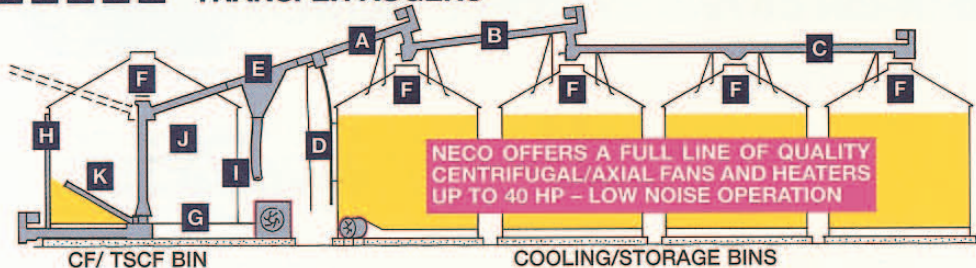 A
B
C
E
F
F
F
F
F
H
J
D
K
I
G
NECO OFFERS A FULL LINE OF QUALITY
CENTRIFUGAL/AXIAL FANS AND HEATERS
UP TO 40 HP – LOW NOISE OPERATION
CF/ TSCF BIN
COOLING/STORAGE BINS